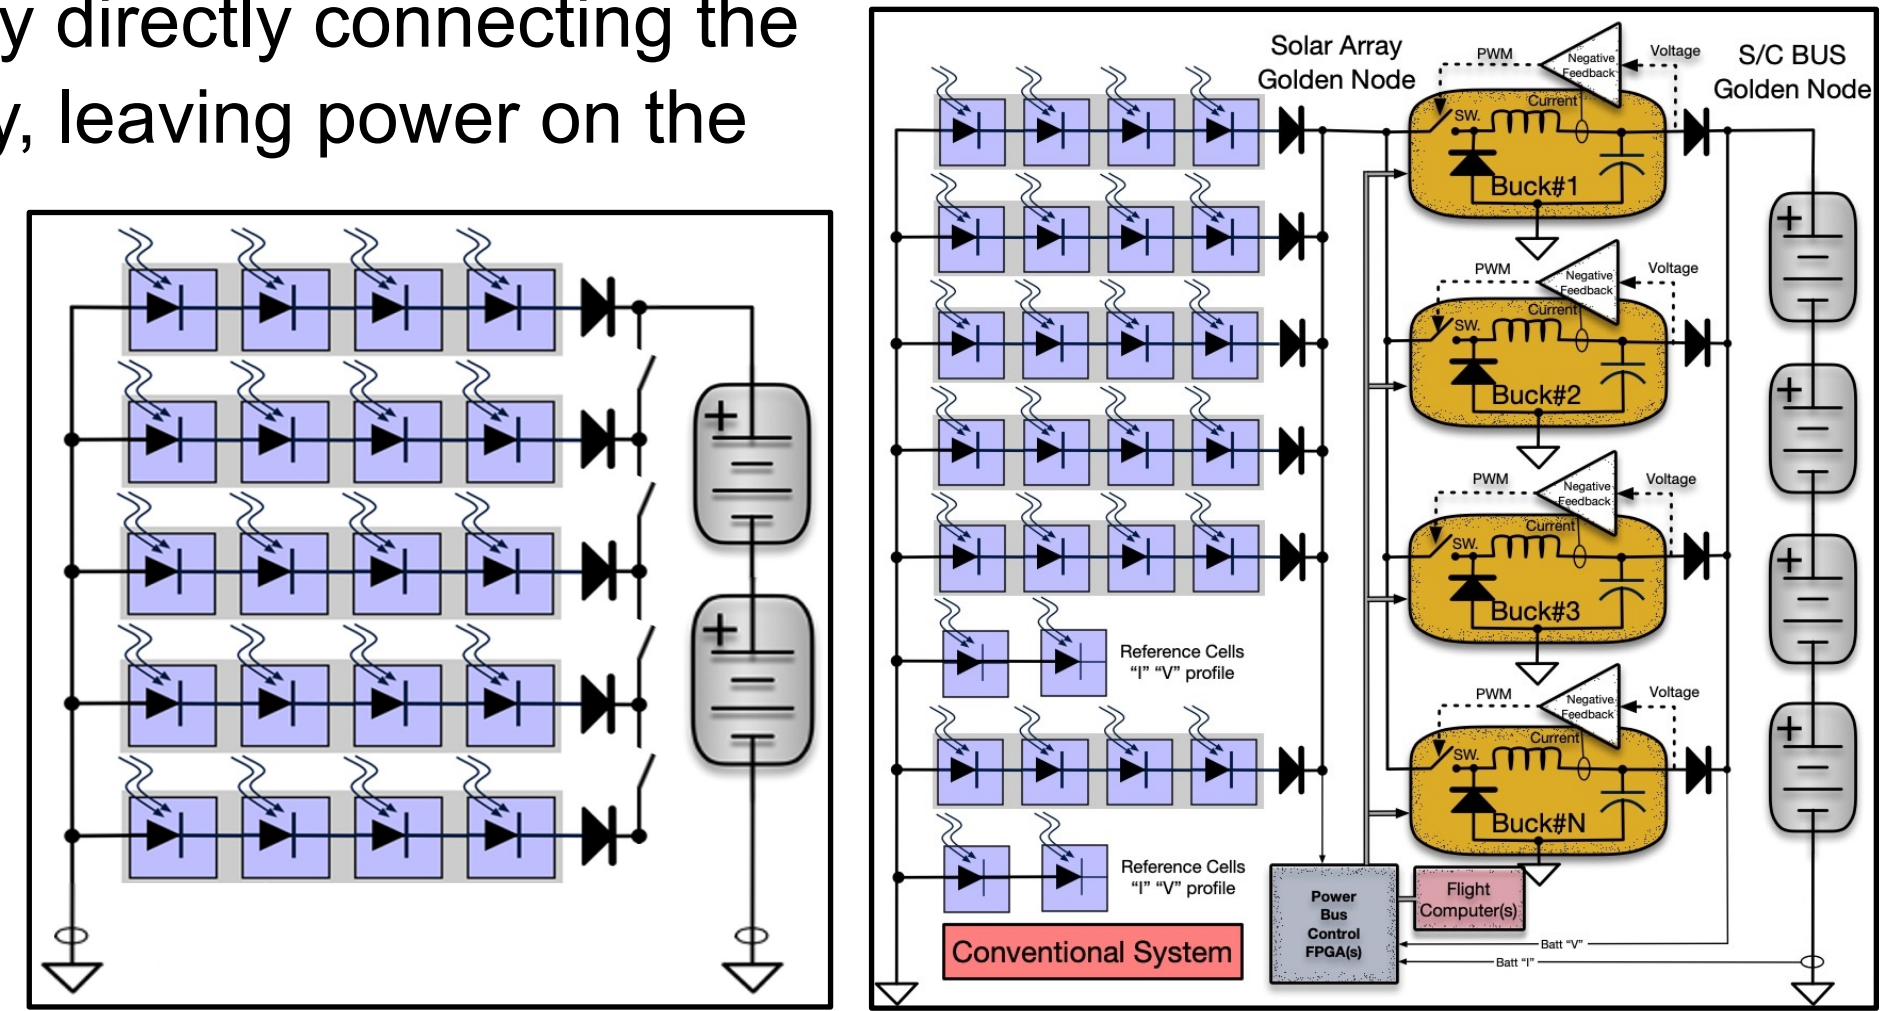 y directly connecting the
y, leaving power on the
Solar Array
Golden Node
S/C BUS
Golden Node
PWM
Negative
Feedback
Voltage
Current
SW.
Buck#1
PWM
Negative
Feedback
Voltage
Current
SW.
Buck#2
PWM
Negative
Feedback
Voltage
Current
SW.
Buck#3
PWM
Negative
Feedback
Voltage
Current
SW.
Buck#N
+
+
+
+
+
+
Reference Cells
“I” “V” profile
Reference Cells
“I” “V” profile
Conventional System
Power
Bus
Control
FPGA(s)
Flight
Computer(s)
Batt “V”
Batt “I”